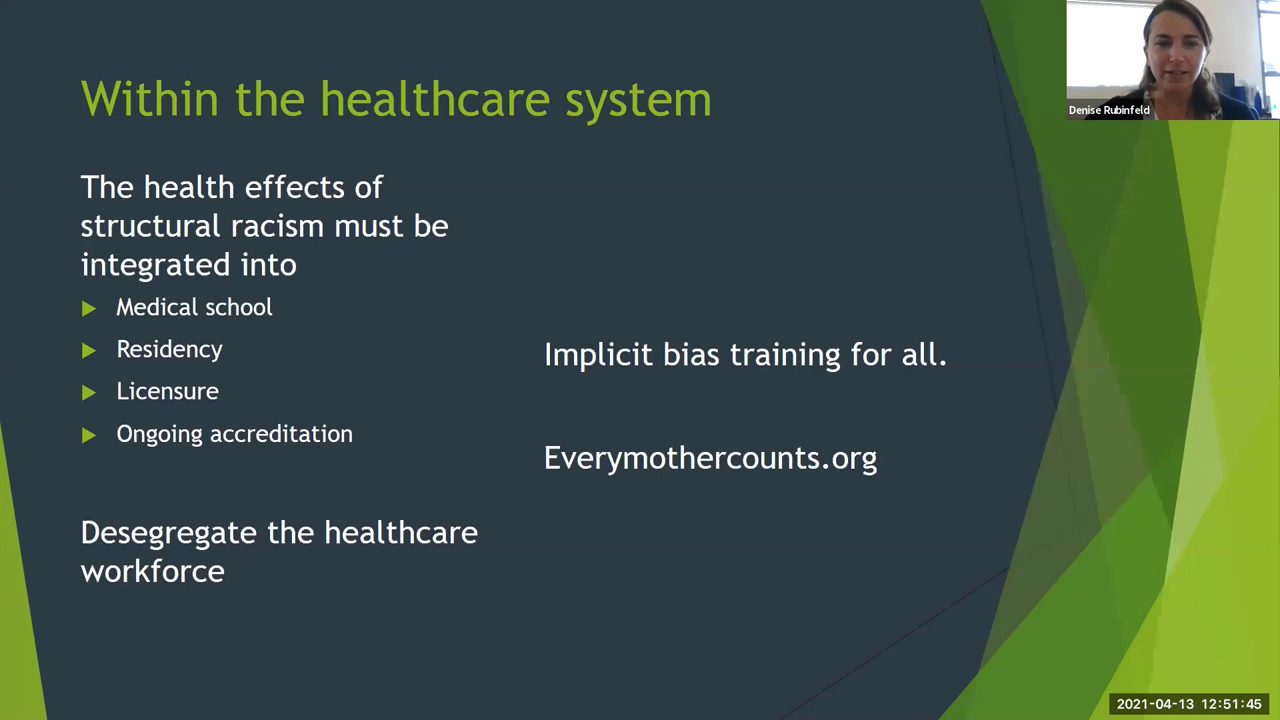 Within the healthcare system
The health effects of
structural racism must be
integrated into
Medical school
Residency
Licensure
Ongoing accreditation
Desegregate the healthcare
workforce
Implicit bias training for all.
Everymothercounts.org
Denise Rubinfeld
2021-04-13 12:51:45